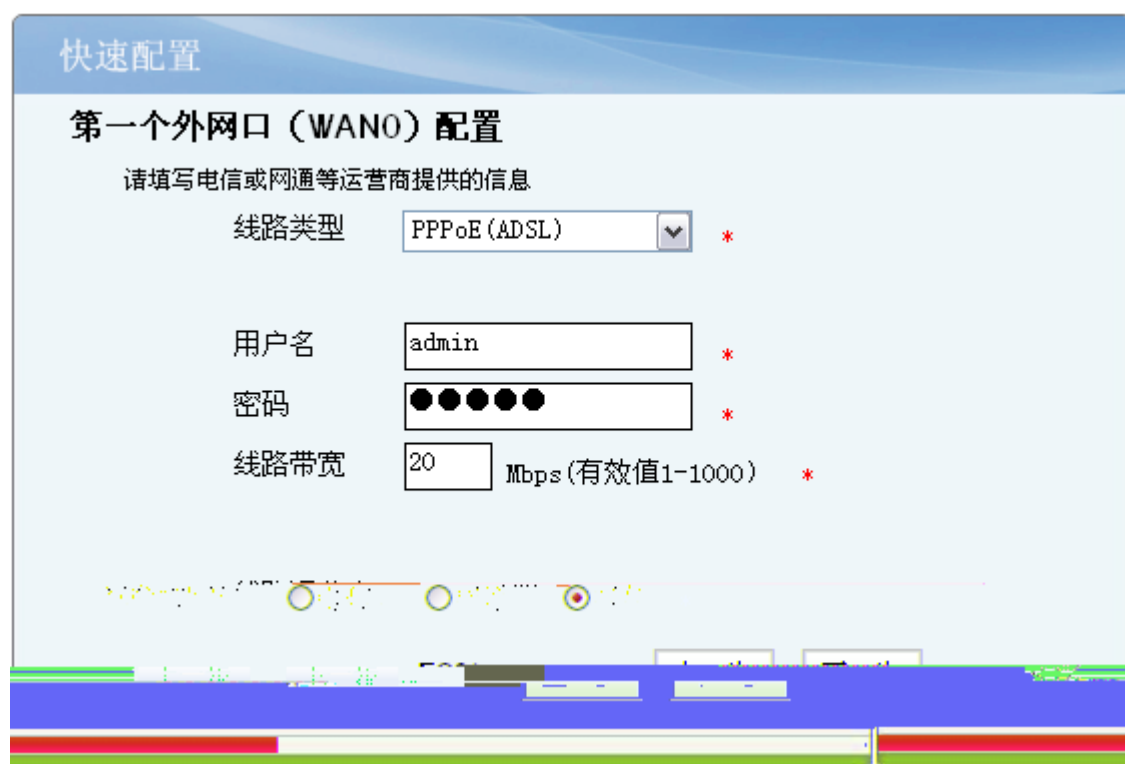 快速配置
第一个外网口（WAN0）配置
请填写电信或网通等运营商提供的信息
线路类型 PPPoE(ADSL) *
用户名 admin *
密码 ●●●●● *
线路带宽 20 Mbps(有效值1-1000) *